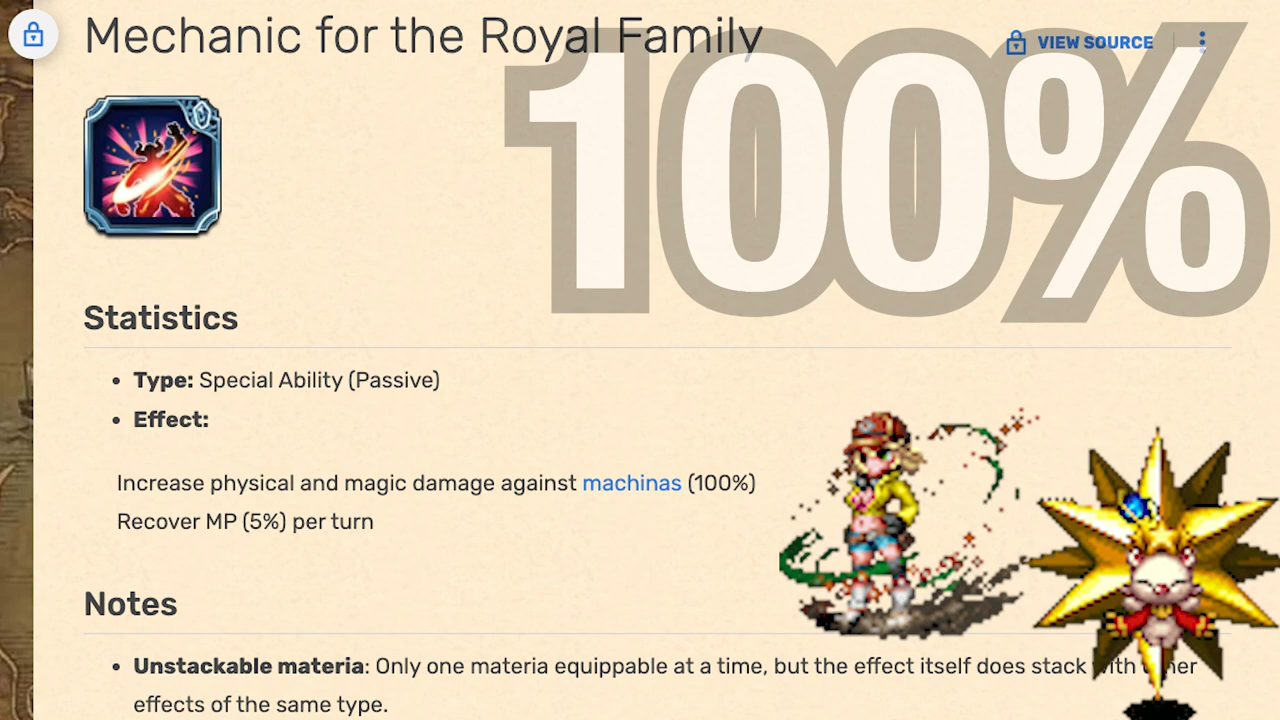 Mechanic for the Royal Family
VIEW SOURCE
100%
Statistics
Type: Special Ability (Passive)
Effect:
Increase physical and magic damage against machinas (100%)
Recover MP (5%) per turn
Notes
Unstackable materia: Only one materia equippable at a time, but the effect itself does stack with other
effects of the same type.